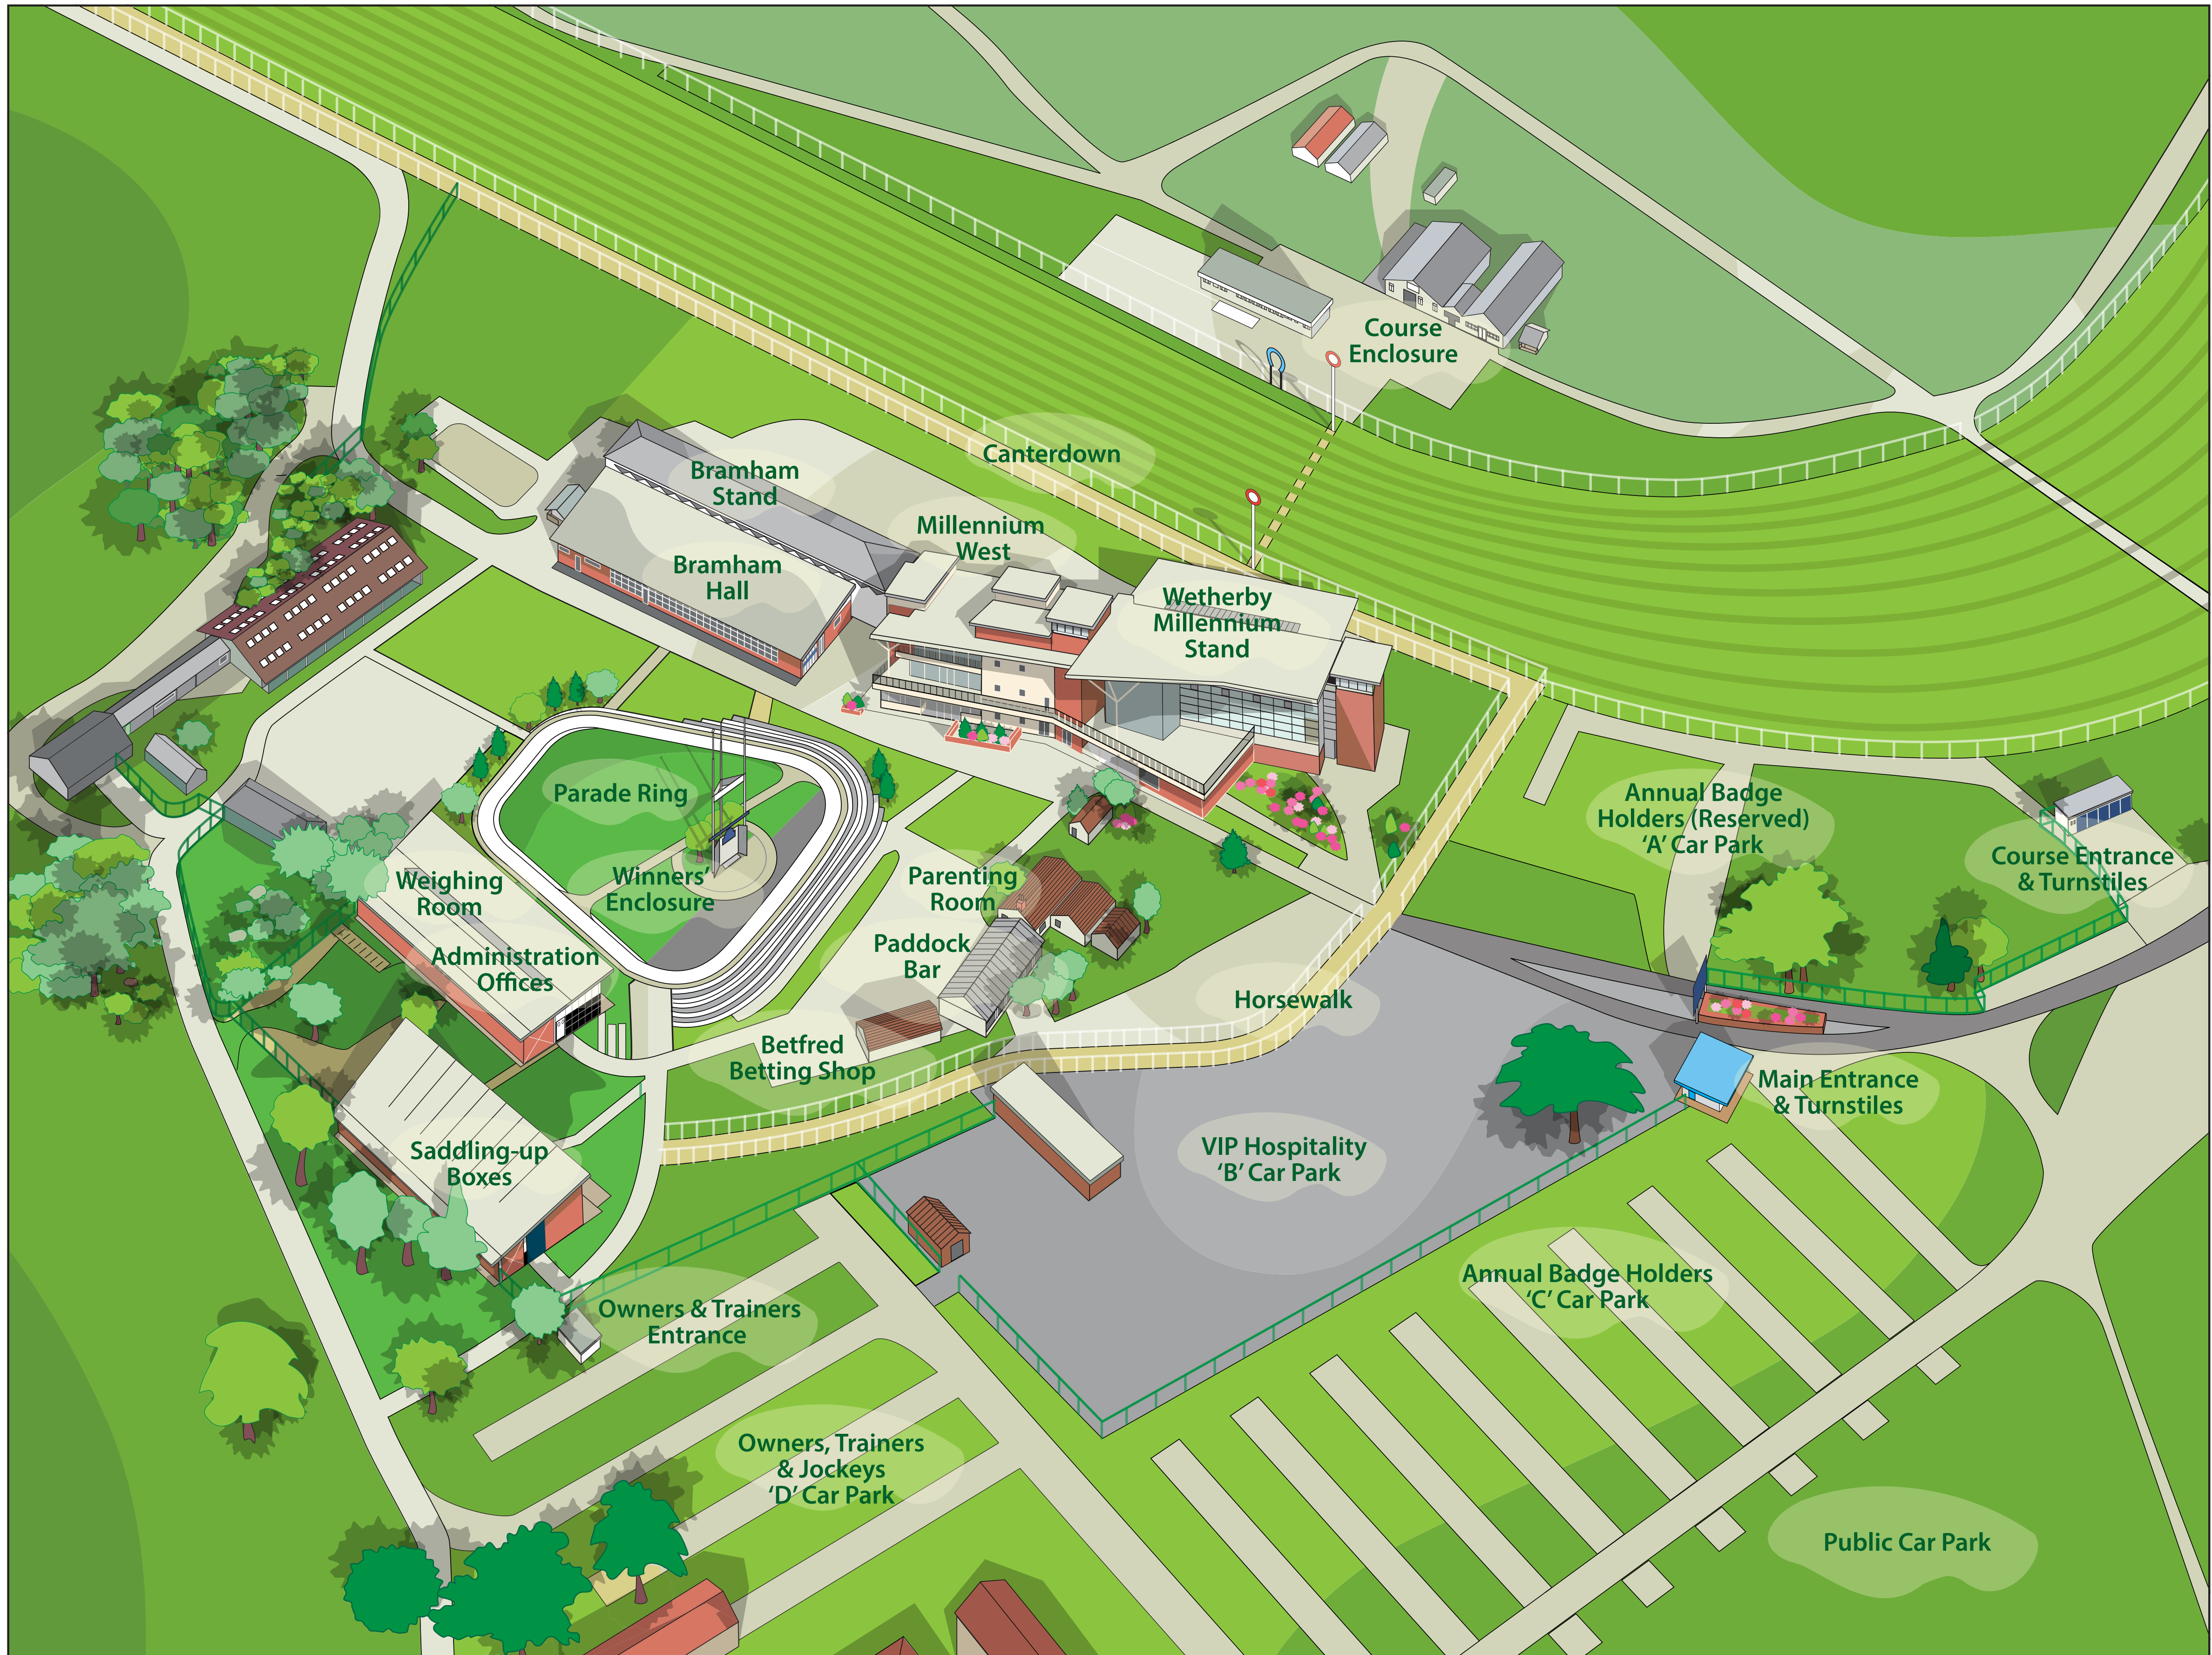 Course
Enclosure
Canterdown
Bramham
Stand
Millennium
West
Bramham
Hall
Wetherby
Millennium
Stand
Parade Ring
Annual Badge
Holders (Reserved)
‘A’ Car Park
Course Entrance
& Turnstiles
Weighing
Room
Winners’
Enclosure
Parenting
Room
Administration
Offices
Paddock
Bar
Horsewalk
Betfred
Betting Shop
Main Entrance
& Turnstiles
Saddling-up
Boxes
VIP Hospitality
‘B’ Car Park
Annual Badge Holders
‘C’ Car Park
Owners & Trainers
Entrance
Owners, Trainers
& Jockeys
‘D’ Car Park
Public Car Park